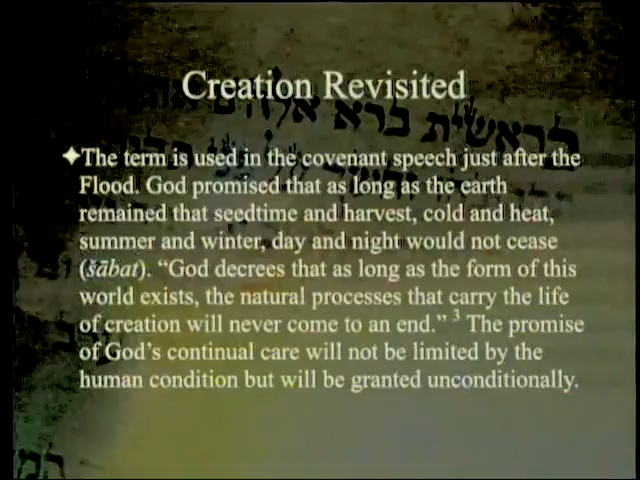 Creation Revisited
בראשית ברא אלהים
✦The term is used in the covenant speech just after the
Flood. God promised that as long as the earth
remained that seedtime and harvest, cold and heat,
summer and winter, day and night would not cease
(šābat). “God decrees that as long as the form of this
world exists, the natural processes that carry the life
of creation will never come to an end.” 3 The promise
of God’s continual care will not be limited by the
human condition but will be granted unconditionally.